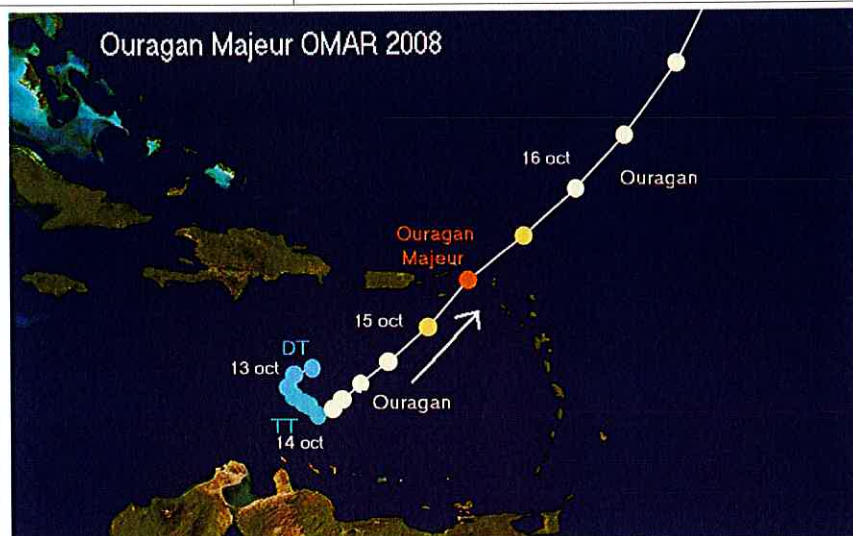 Ouragan Majeur OMAR 2008
16 oct
Ouragan
Ouragan
Majeur
15 oct
DT
13 oct
Ouragan
TT
14 oct